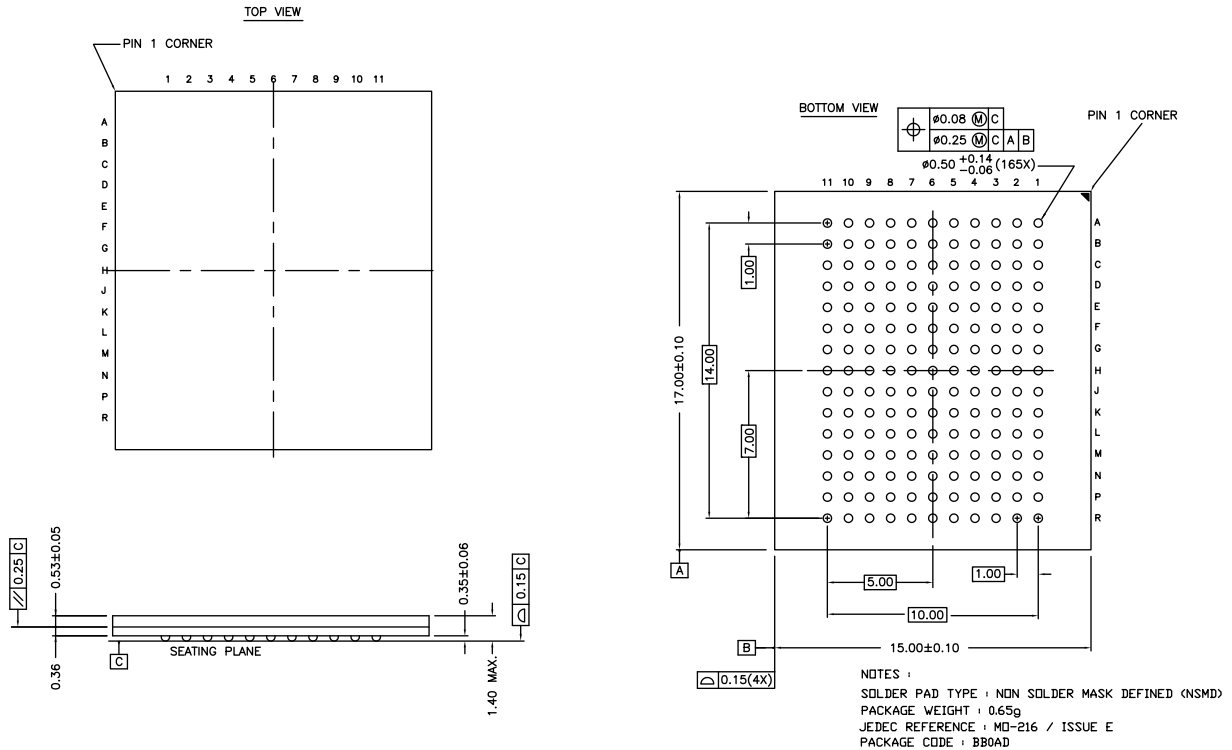 TOP VIEW
PIN 1 CORNER
1 2 3 4 5 6 7 8 9 10 11
A
B
C
D
E
F
G
H
J
K
L
M
N
P
R
BOTTOM VIEW
⌖ ø0.08 Ⓜ C
ø0.25 Ⓜ C A B
PIN 1 CORNER
ø0.50 +0.14 -0.06 (165X)
11 10 9 8 7 6 5 4 3 2 1
A
B
C
D
E
F
G
H
J
K
L
M
N
P
R
1.00
14.00
17.00±0.10
7.00
A
5.00
1.00
10.00
B
15.00±0.10
⌓ 0.15(4X)
// 0.25 C
0.53±0.05
0.36
C
SEATING PLANE
0.35±0.06
1.40 MAX.
⌓ 0.15 C
NOTES :
SOLDER PAD TYPE : NON SOLDER MASK DEFINED (NSMD)
PACKAGE WEIGHT : 0.65g
JEDEC REFERENCE : MO-216 / ISSUE E
PACKAGE CODE : BB0AD